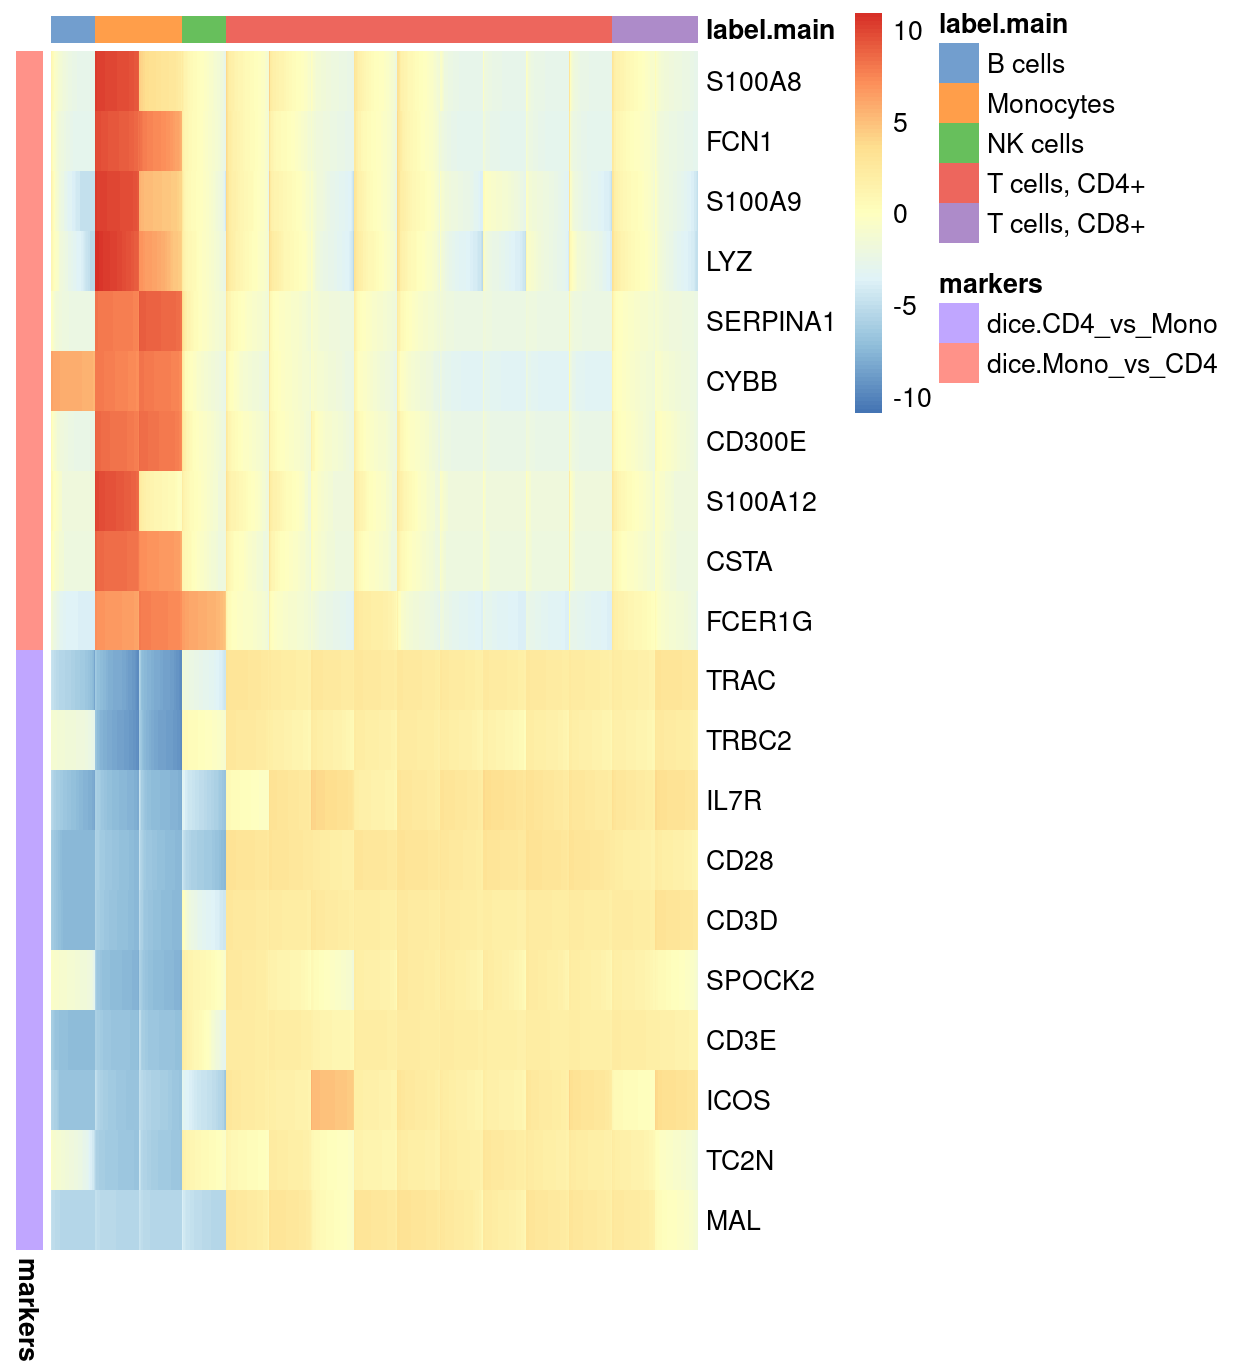 label.main
S100A8
FCN1
S100A9
LYZ
SERPINA1
CYBB
CD300E
S100A12
CSTA
FCER1G
TRAC
TRBC2
IL7R
CD28
CD3D
SPOCK2
CD3E
ICOS
TC2N
MAL
markers
10
5
0
-5
-10
label.main
B cells
Monocytes
NK cells
T cells, CD4+
T cells, CD8+
markers
dice.CD4_vs_Mono
dice.Mono_vs_CD4